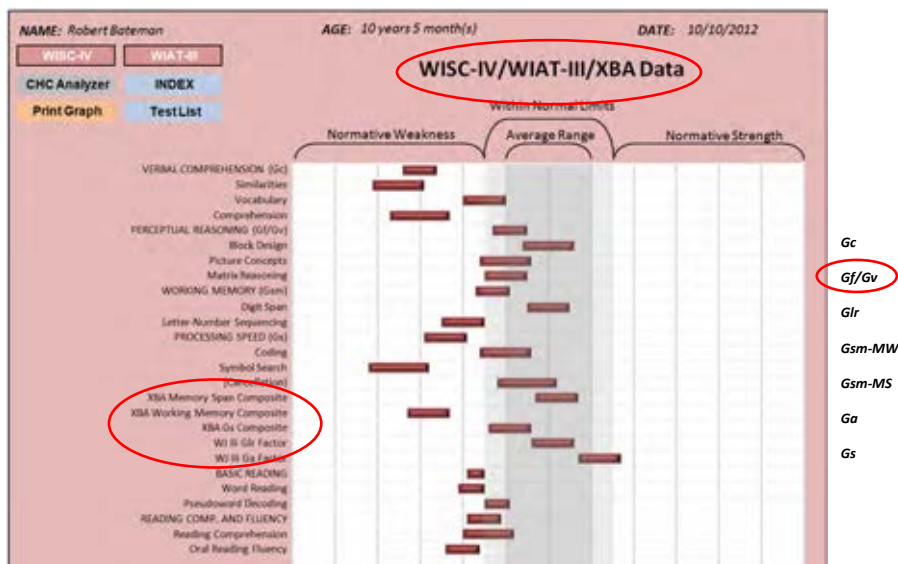 NAME: Robert Bateman AGE: 10 years 5 month(s) DATE: 10/10/2012
WISC-IV WIAT-III
WISC-IV/WIAT-III/XBA Data
CHC Analyzer INDEX
Print Graph TestList
Within Normal Limits
Normative Weakness Average Range Normative Strength
VERBAL COMPREHENSION (Gc)
Similarities
Vocabulary
Comprehension
PERCEPTUAL REASONING (Gf/Gv)
Block Design
Picture Concepts
Matrix Reasoning
WORKING MEMORY (Gsm)
Digit Span
Letter-Number Sequencing
PROCESSING SPEED (Gs)
Coding
Symbol Search
(Cancellation)
XBA Memory Span Composite
XBA Working Memory Composite
XBA Gs Composite
WJ III Glr Factor
WJ III Ga Factor
BASIC READING
Word Reading
Pseudoword Decoding
READING COMP. AND FLUENCY
Reading Comprehension
Oral Reading Fluency
Gc
Gf/Gv
Glr
Gsm-MW
Gsm-MS
Ga
Gs